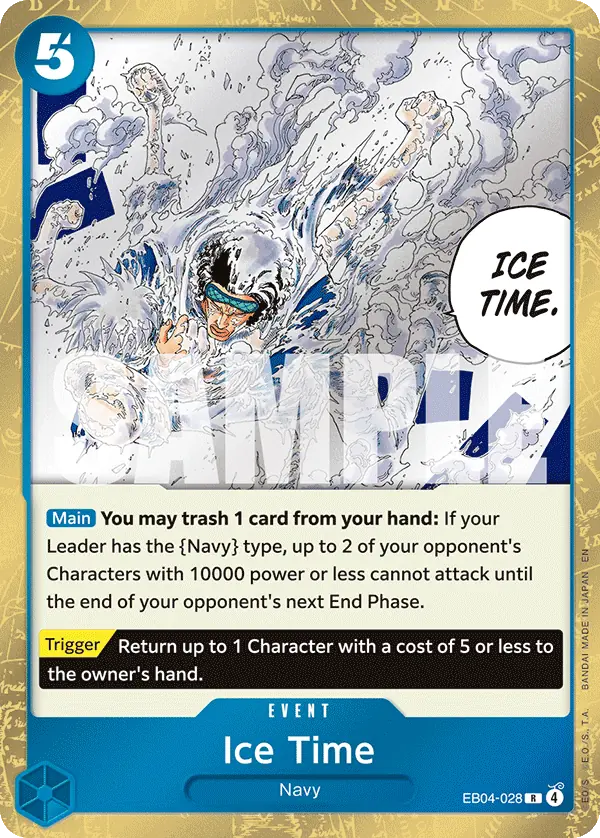 5
ICE
TIME.
SAMPLE
Main You may trash 1 card from your hand: If your
Leader has the {Navy} type, up to 2 of your opponent's
Characters with 10000 power or less cannot attack until
the end of your opponent's next End Phase.
Trigger Return up to 1 Character with a cost of 5 or less to
the owner's hand.
EVENT
Ice Time
Navy
EB04-028 R 4
©E.O./S., T.A. BANDAI MADE IN JAPAN EN